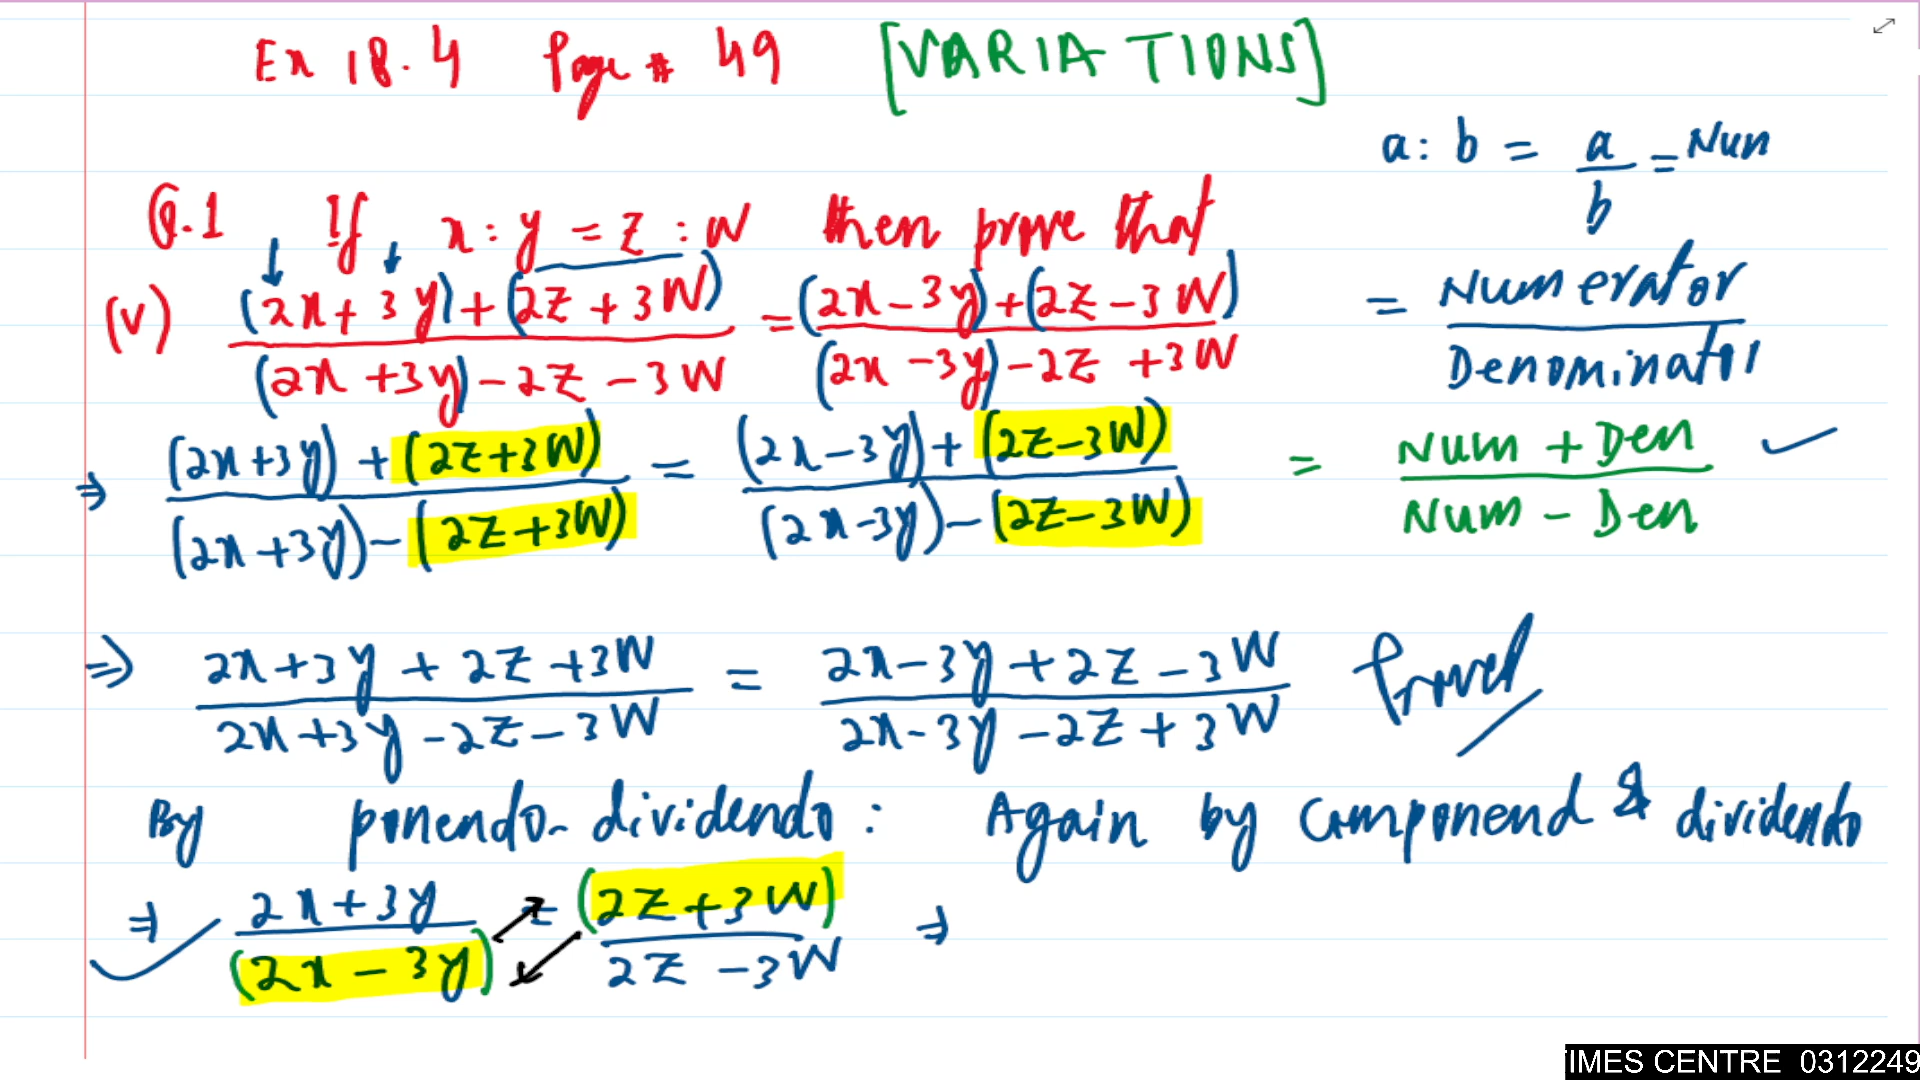 Ex 18.4 Page # 49 [VARIATIONS]
a : b = a/b = Num
Q.1 If x : y = z : w then prove that
(v) (2x + 3y) + (2z + 3w) / (2x + 3y) - 2z - 3w = (2x - 3y) + (2z - 3w) / (2x - 3y) - 2z + 3w
= Numerator / Denominator
⇒ (2x + 3y) + (2z + 3w) / (2x + 3y) - (2z + 3w) = (2x - 3y) + (2z - 3w) / (2x - 3y) - (2z - 3w)
= Num + Den / Num - Den ✓
⇒ 2x + 3y + 2z + 3w / 2x + 3y - 2z - 3w = 2x - 3y + 2z - 3w / 2x - 3y - 2z + 3w Proved
By ponendo-dividendo : Again by Componend & dividendo
⇒ 2x + 3y / (2x - 3y) = (2z + 3w) / 2z - 3w ⇒
TIMES CENTRE 0312249